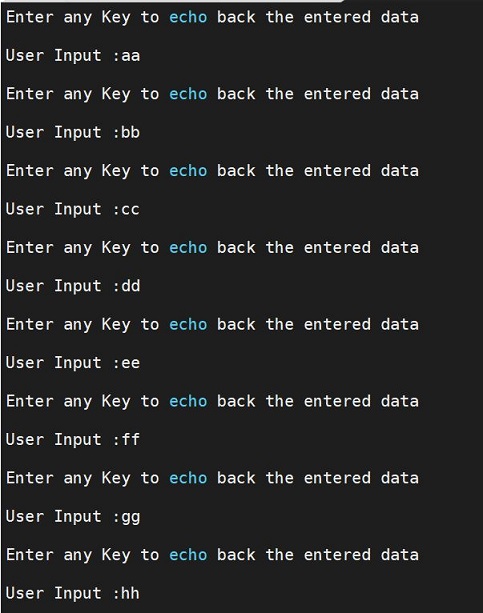 Enter any Key to echo back the entered data
User Input :aa
Enter any Key to echo back the entered data
User Input :bb
Enter any Key to echo back the entered data
User Input :cc
Enter any Key to echo back the entered data
User Input :dd
Enter any Key to echo back the entered data
User Input :ee
Enter any Key to echo back the entered data
User Input :ff
Enter any Key to echo back the entered data
User Input :gg
Enter any Key to echo back the entered data
User Input :hh